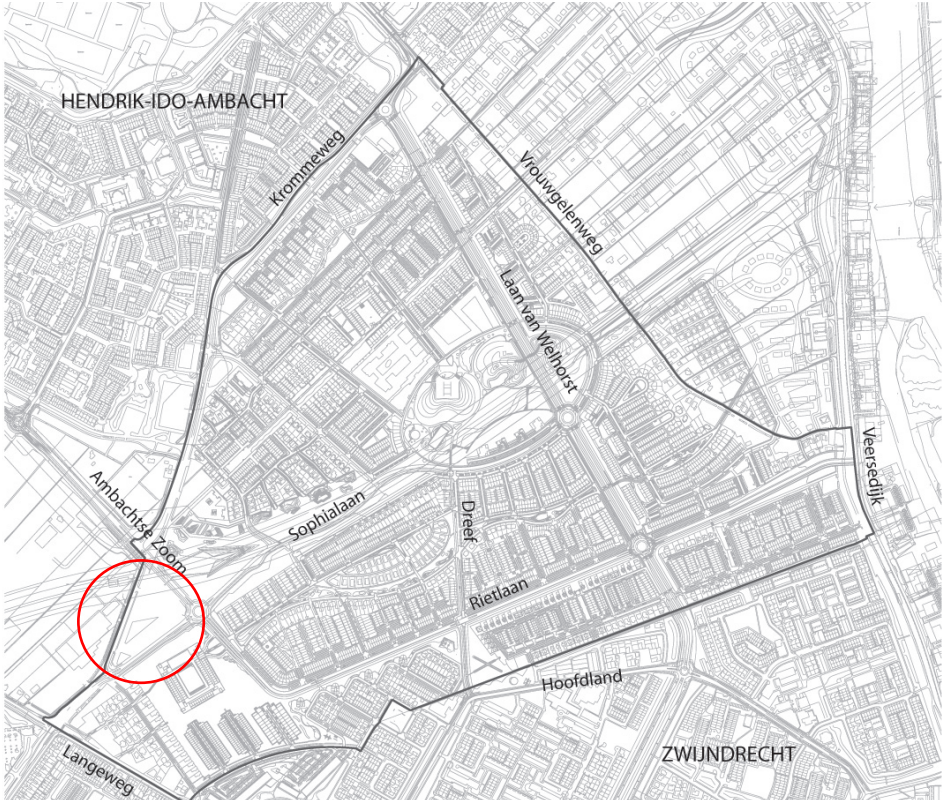 HENDRIK-IDO-AMBACHT
Krommeweg
Vrouwgelenweg
Laan van Welhorst
Veersedijk
Ambachtse Zoom
Sophialaan
Dreef
Rietlaan
Hoofdland
Langeweg
ZWIJNDRECHT